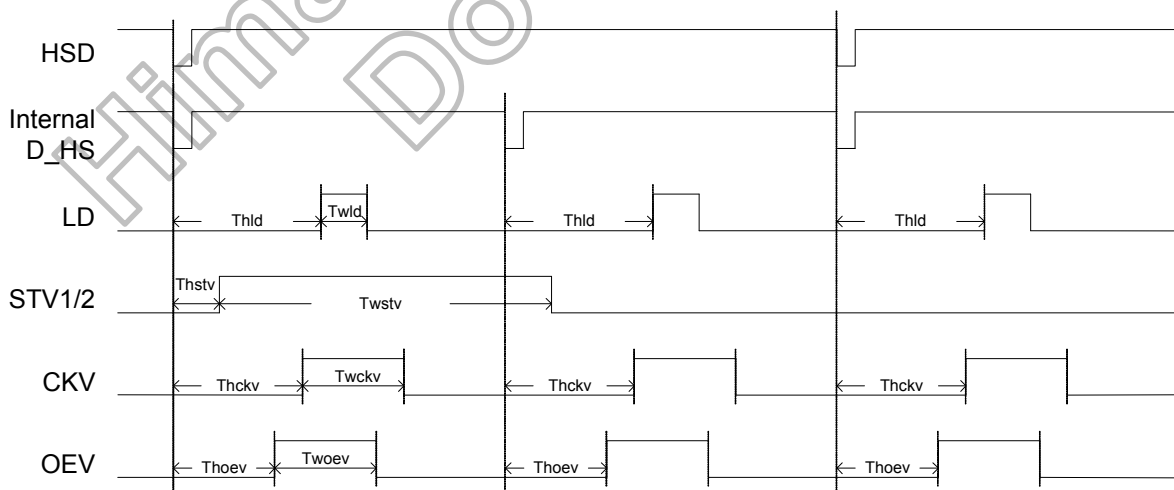 HSD
Internal
D_HS
LD
Thld
Twld
Thld
Thld
STV1/2
Thstv
Twstv
CKV
Thckv
Twckv
Thckv
Thckv
OEV
Thoev
Twoev
Thoev
Thoev